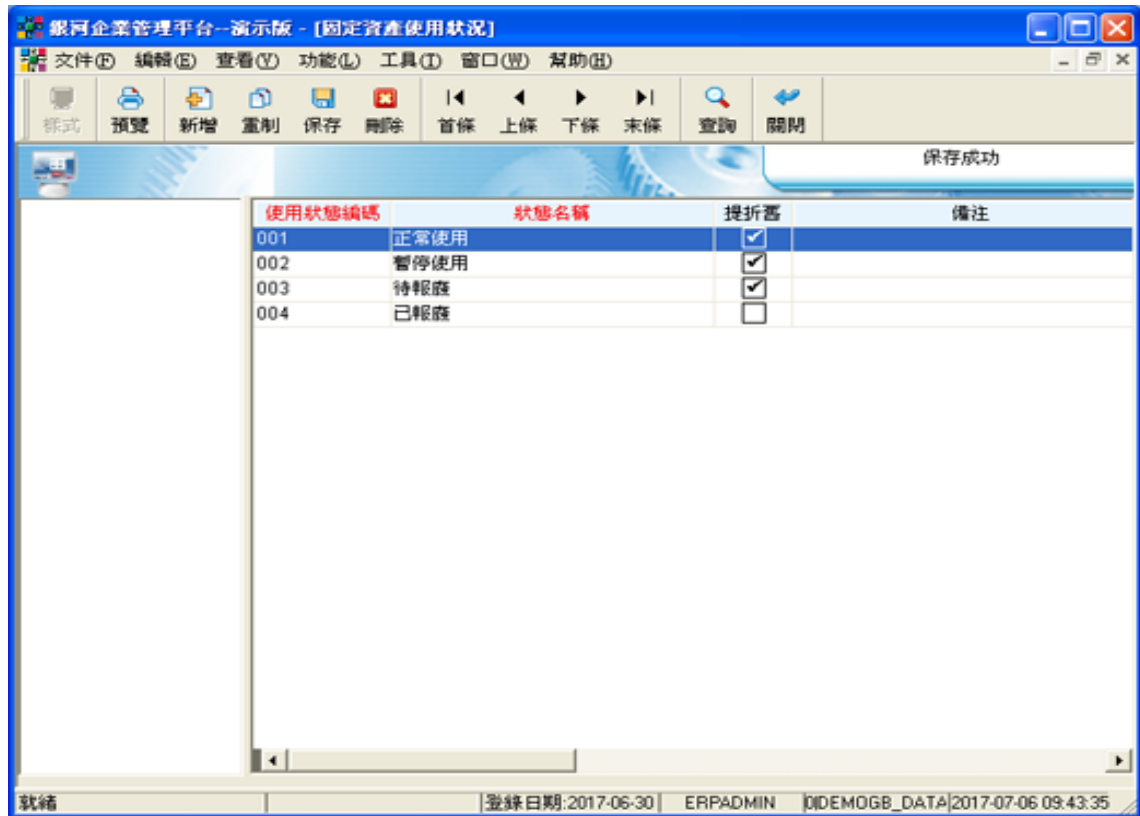 銀河企業管理平台--演示版 - [固定資產使用狀況]
文件(F) 編輯(E) 查看(V) 功能(L) 工具(T) 窗口(W) 幫助(H)
樣式 預覽 新增 重制 保存 刪除 首條 上條 下條 末條 查詢 關閉
保存成功
使用狀態編碼 狀態名稱 提折舊 備注
001 正常使用
002 暫停使用
003 待報廢
004 已報廢
就緒 登錄日期:2017-06-30 ERPADMIN 0|DEMOGB_DATA 2017-07-06 09:43:35